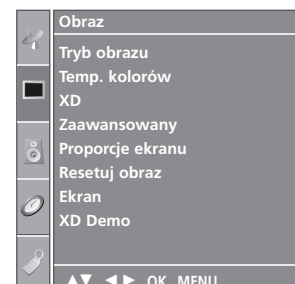 Obraz
Tryb obrazu
Temp. kolorów
XD
Zaawansowany
Proporcje ekranu
Resetuj obraz
Ekran
XD Demo
▲▼ ◄► OK MENU